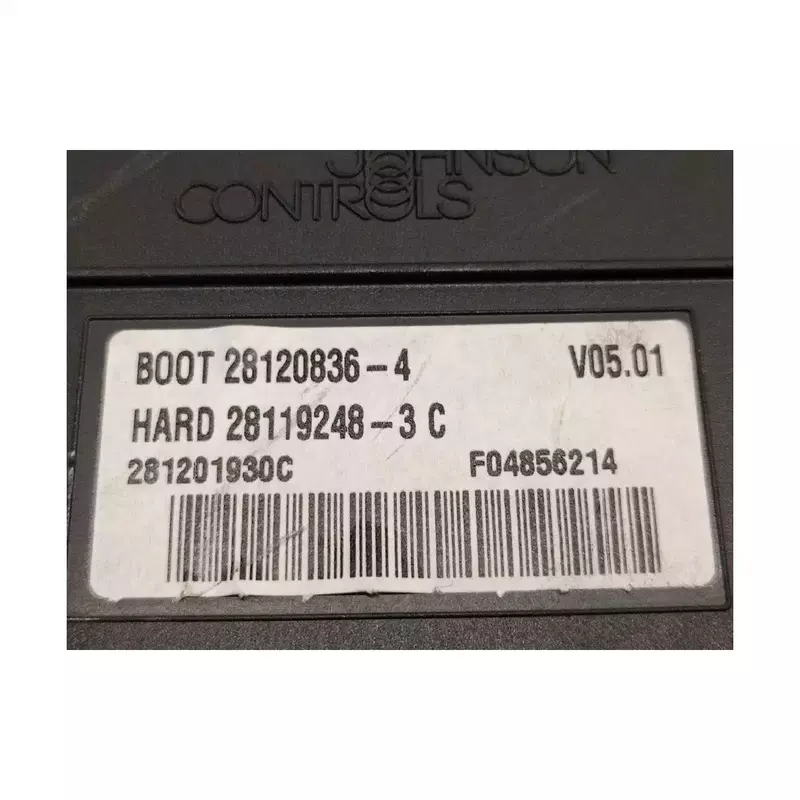 JOHNSON
CONTROLS
BOOT 28120836-4 V05.01
HARD 28119248-3 C
281201930C F04856214